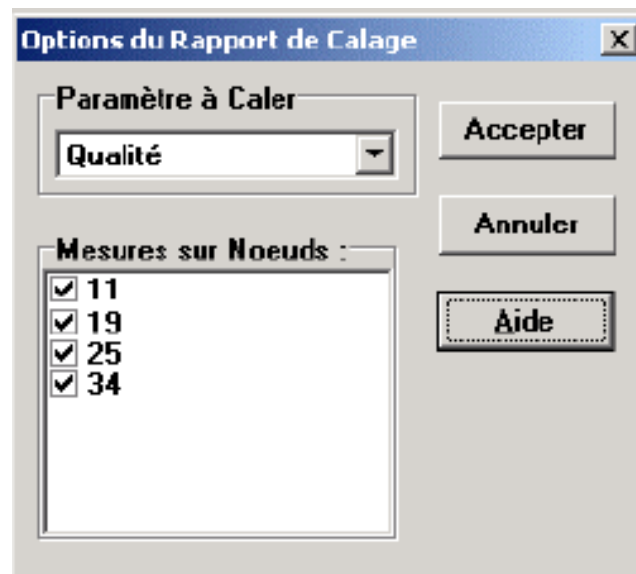 Options du Rapport de Calage
Paramètre à Caler
Qualité
Accepter
Annuler
Mesures sur Noeuds :
11
19
25
34
Aide